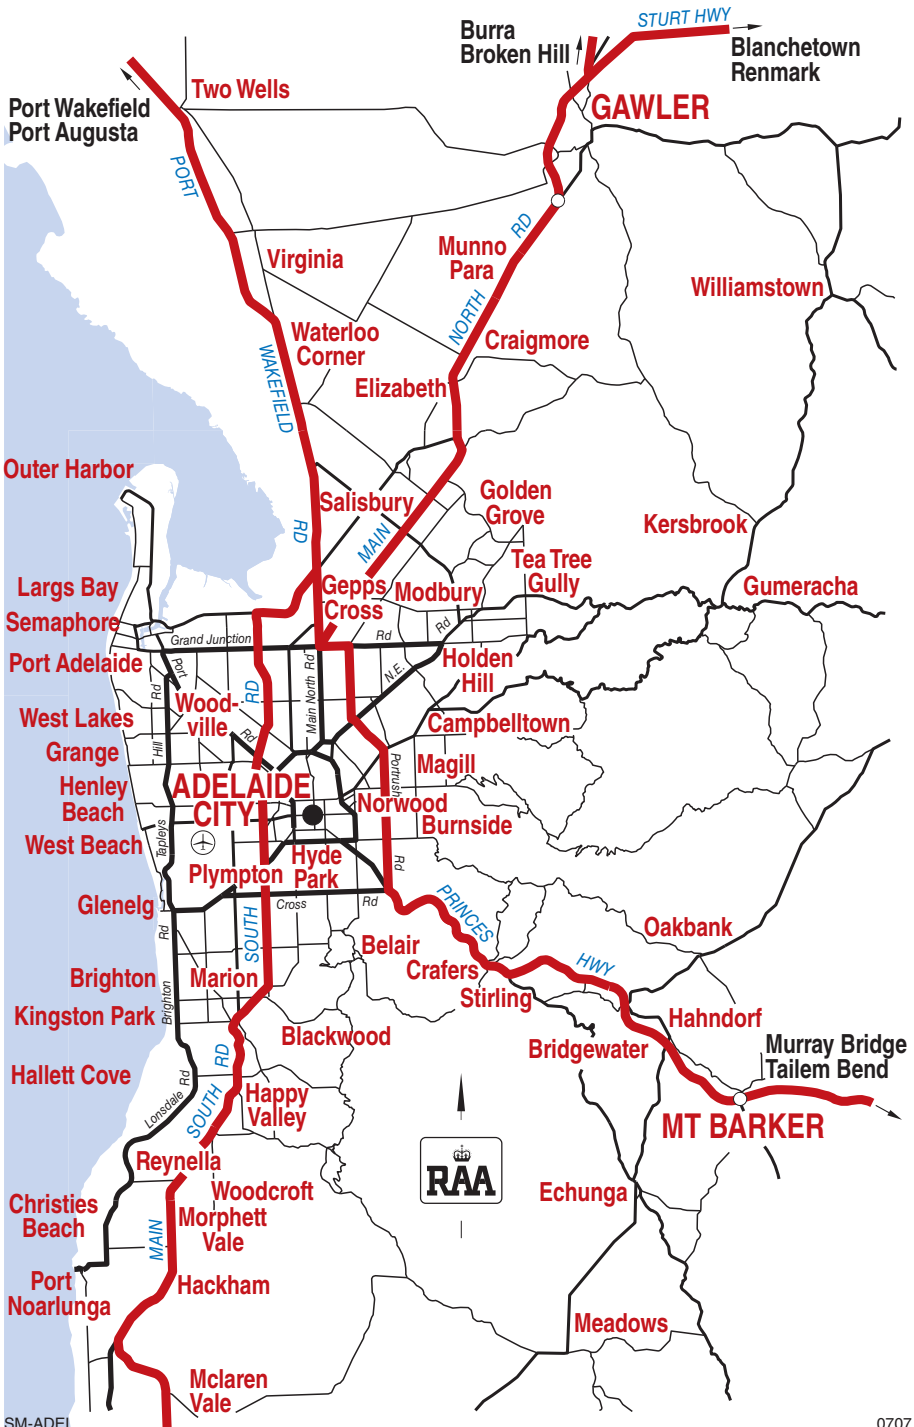 STURT HWY
Burra
Broken Hill
Blanchetown
Renmark
Two Wells
Port Wakefield
Port Augusta
GAWLER
PORT
RD
Munno
Para
Virginia
Williamstown
NORTH
Waterloo
Corner
Craigmore
WAKEFIELD
Elizabeth
Outer Harbor
Salisbury
Golden
Grove
Kersbrook
RD
MAIN
Tea Tree
Gully
Largs Bay
Gepps
Cross
Modbury
Gumeracha
Semaphore
Grand Junction
Rd
Rd
Port Adelaide
Port
Main North Rd
N.E.
Holden
Hill
Rd
RD
Wood-
ville
West Lakes
Campbelltown
Rd
Grange
Hill
Magill
Portrush
Henley
Beach
ADELAIDE
CITY
Norwood
Burnside
West Beach
Tapleys
Hyde
Park
Plympton
Rd
Glenelg
Cross
Rd
PRINCES
Oakbank
Rd
SOUTH
Belair
Crafers
HWY
Brighton
Marion
Stirling
Kingston Park
Brighton
Hahndorf
Blackwood
Bridgewater
Murray Bridge
Tailem Bend
RD
Hallett Cove
Lonsdale Rd
SOUTH
Happy
Valley
MT BARKER
Reynella
RAA
Woodcroft
Echunga
Christies
Beach
Morphett
Vale
MAIN
Port
Noarlunga
Hackham
Meadows
Mclaren
Vale
SM-ADEL
0707